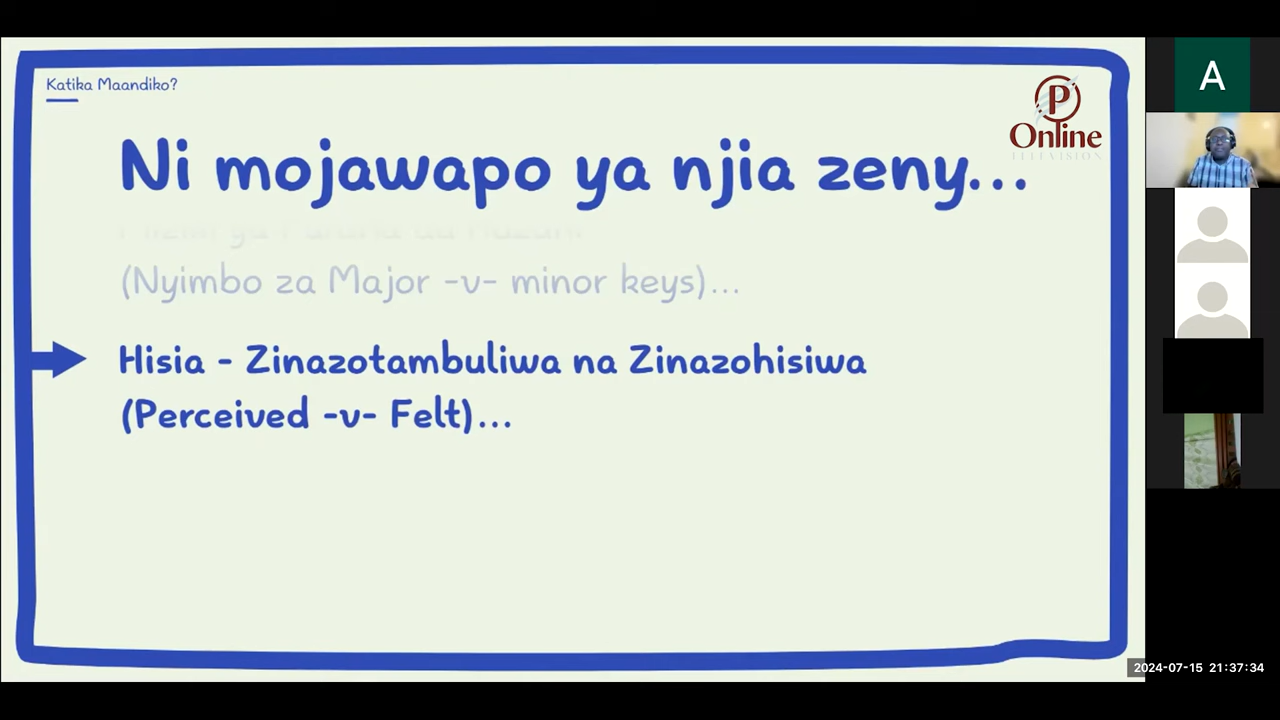 Katika Maandiko?
P
Online
TELEVISION
Ni mojawapo ya njia zeny...
(Nyimbo za Major -v- minor keys)...
Hisia - Zinazotambuliwa na Zinazohisiwa
(Perceived -v- Felt)...
A
2024-07-15 21:37:34